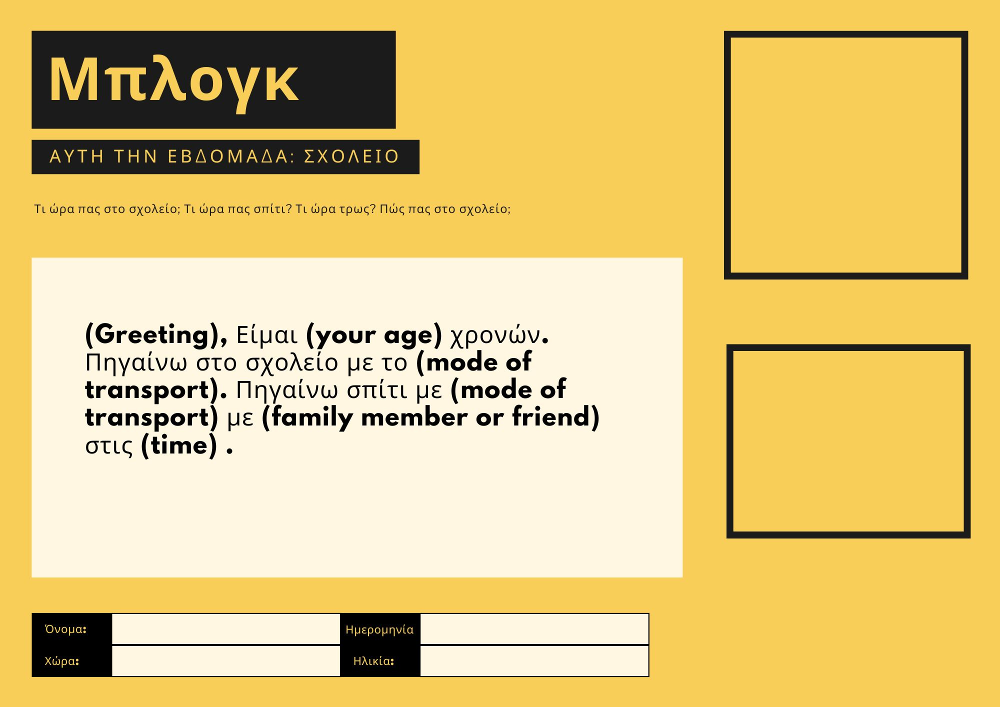 Μπλογκ
ΑΥΤΗ ΤΗΝ ΕΒΔΟΜΑΔΑ: ΣΧΟΛΕΙΟ
Τι ώρα πας στο σχολείο; Τι ώρα πας σπίτι? Τι ώρα τρως? Πώς πας στο σχολείο;
(Greeting), Είμαι (your age) χρονών.
Πηγαίνω στο σχολείο με το (mode of
transport). Πηγαίνω σπίτι με (mode of
transport) με (family member or friend)
στις (time) .
Όνομα:
Ημερομηνία
Χώρα:
Ηλικία: